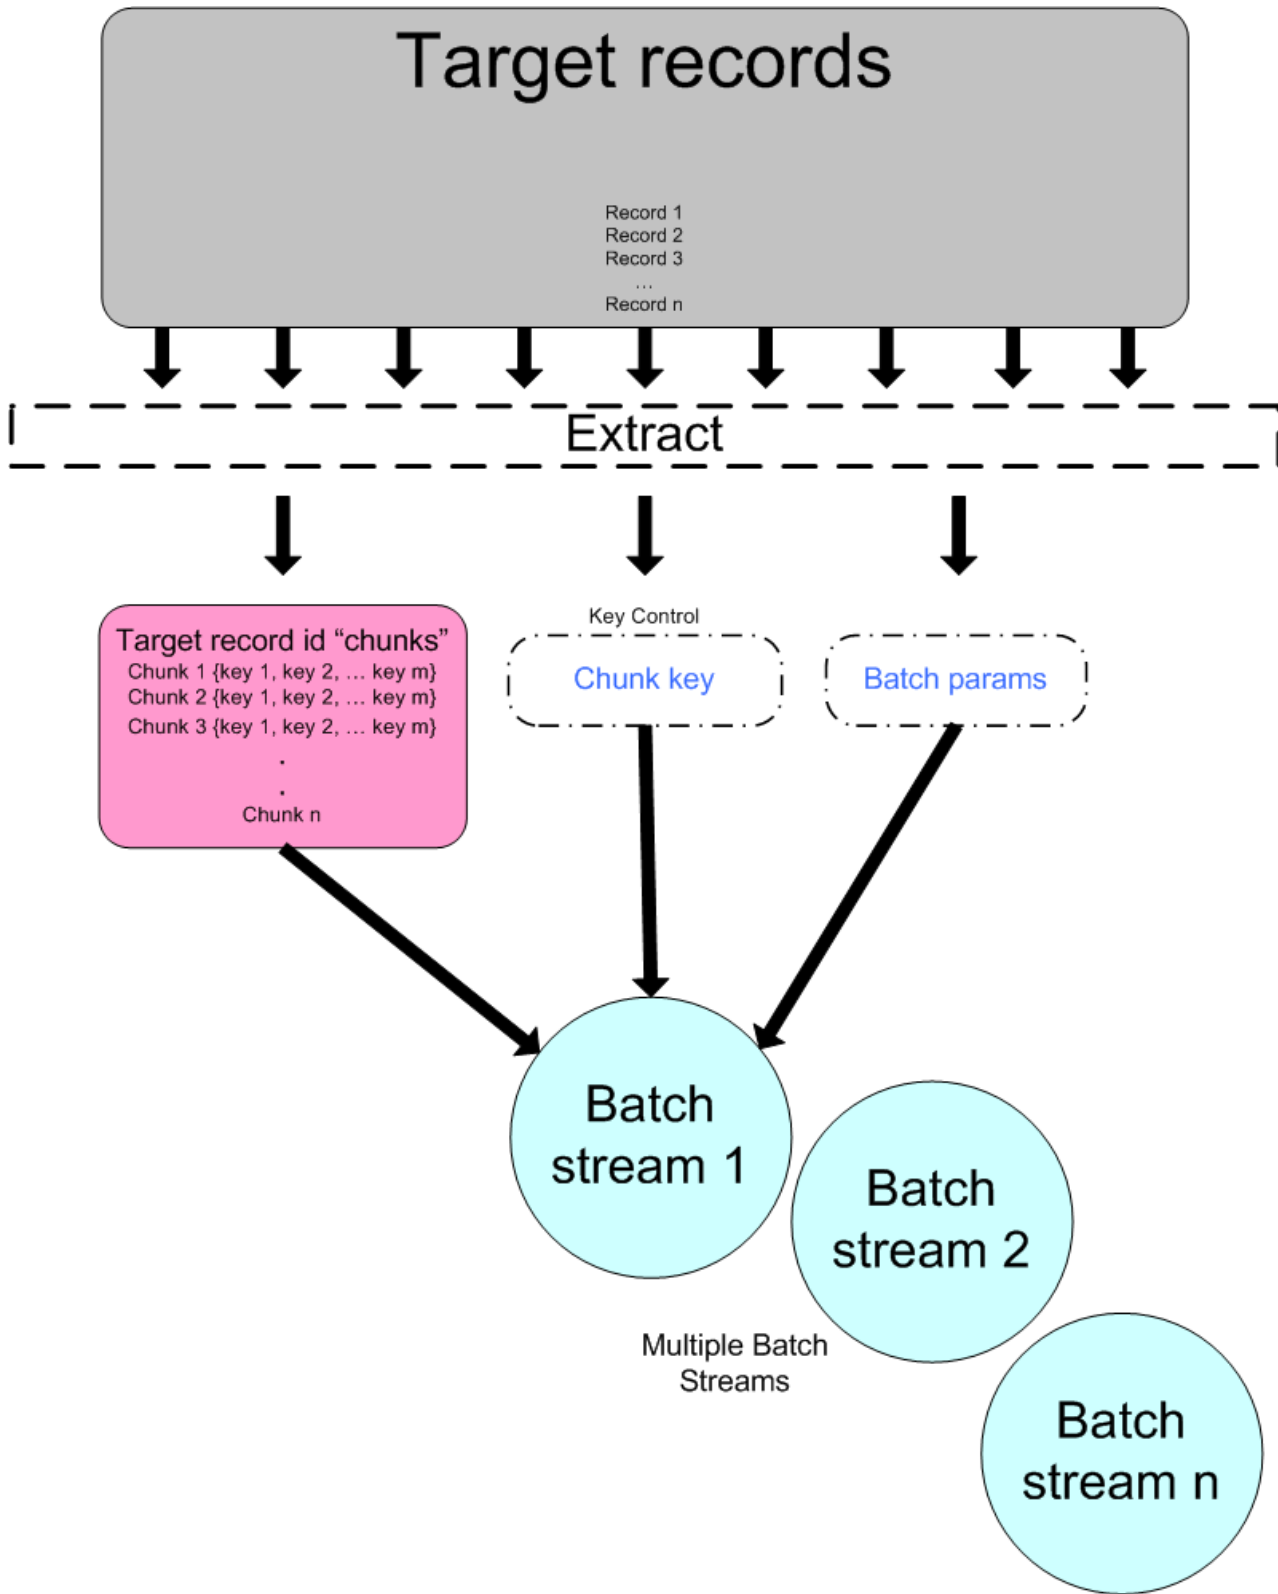 Target records
Record 1
Record 2
Record 3
...
Record n
Extract
Target record id “chunks”
Chunk 1 {key 1, key 2, ... key m}
Chunk 2 {key 1, key 2, ... key m}
Chunk 3 {key 1, key 2, ... key m}
.
.
Chunk n
Key Control
Chunk key
Batch params
Batch
stream 1
Batch
stream 2
Multiple Batch
Streams
Batch
stream n